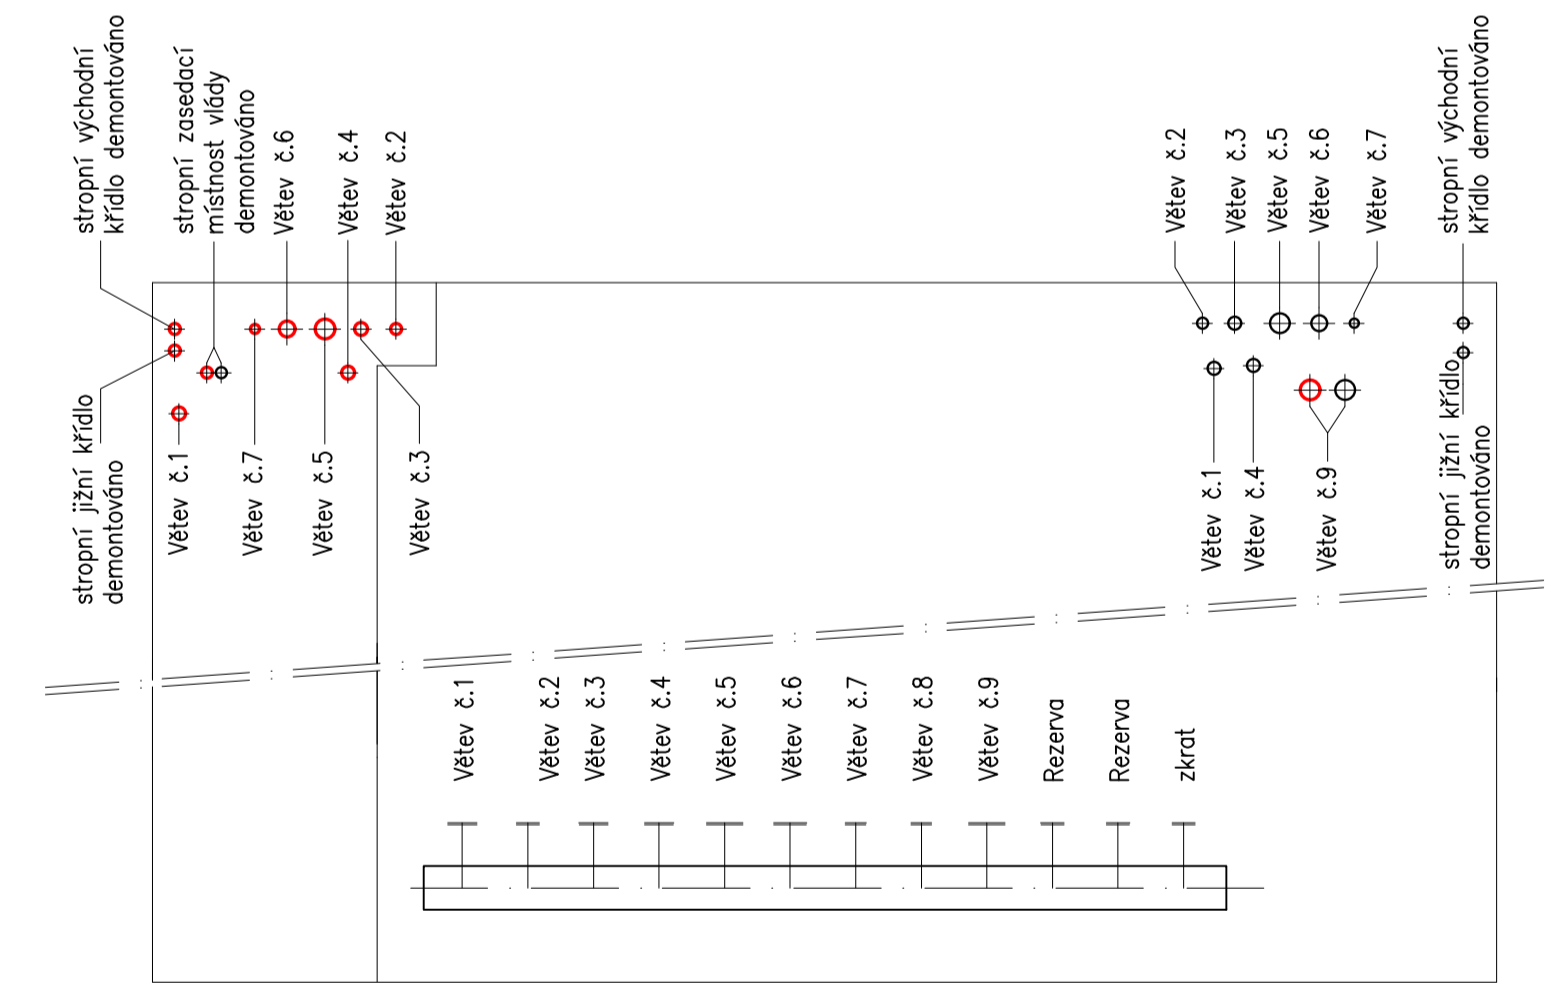 stropní východní
křídlo demontováno
stropní zasedací
místnost vlády
demontováno
Větev č.6
Větev č.4
Větev č.2
Větev č.2
Větev č.3
Větev č.5
Větev č.6
Větev č.7
stropní východní
křídlo demontováno
stropní jižní křídlo
demontováno
Větev č.1
Větev č.7
Větev č.5
Větev č.3
Větev č.1
Větev č.4
Větev č.9
stropní jižní křídlo
demontováno
Větev č.1
Větev č.2
Větev č.3
Větev č.4
Větev č.5
Větev č.6
Větev č.7
Větev č.8
Větev č.9
Rezerva
Rezerva
zkrat